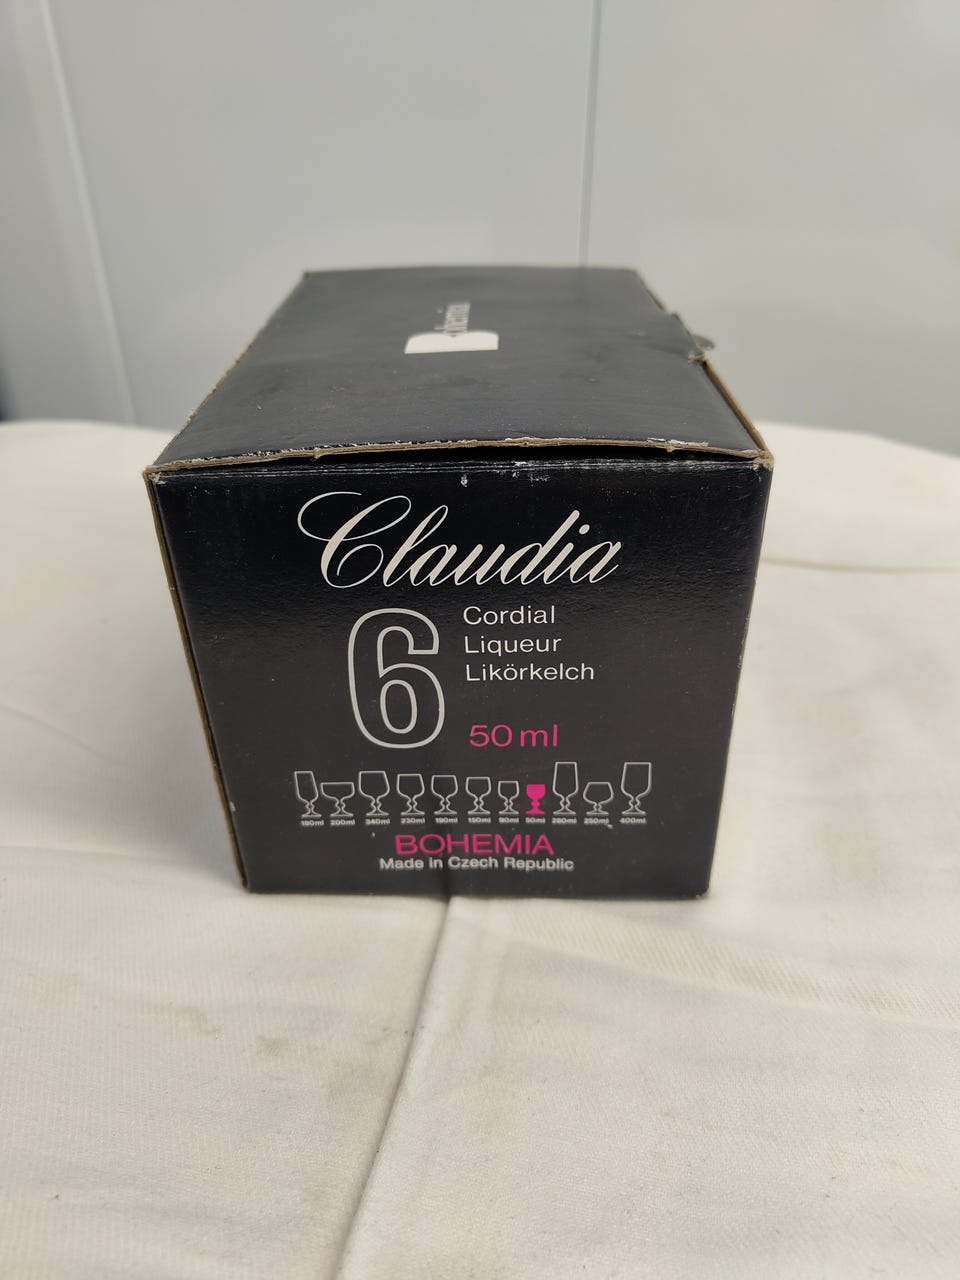 Bohemia
Claudia
6
Cordial
Liqueur
Likörkelch
50 ml
180ml 200ml 340ml 230ml 190ml 150ml 90ml 50ml 280ml 250ml 400ml
BOHEMIA
Made in Czech Republic